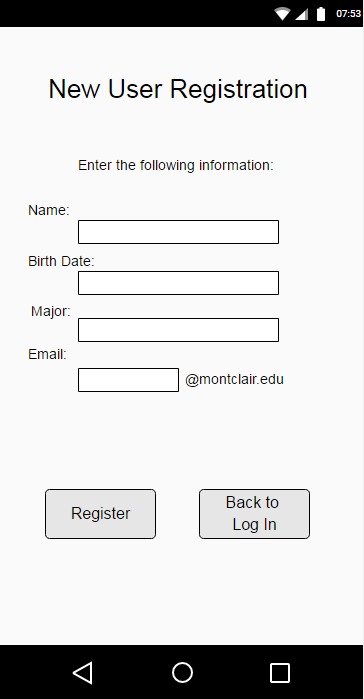 07:53
New User Registration
Enter the following information:
Name:
Birth Date:
Major:
Email:
@montclair.edu
Register
Back to
Log In